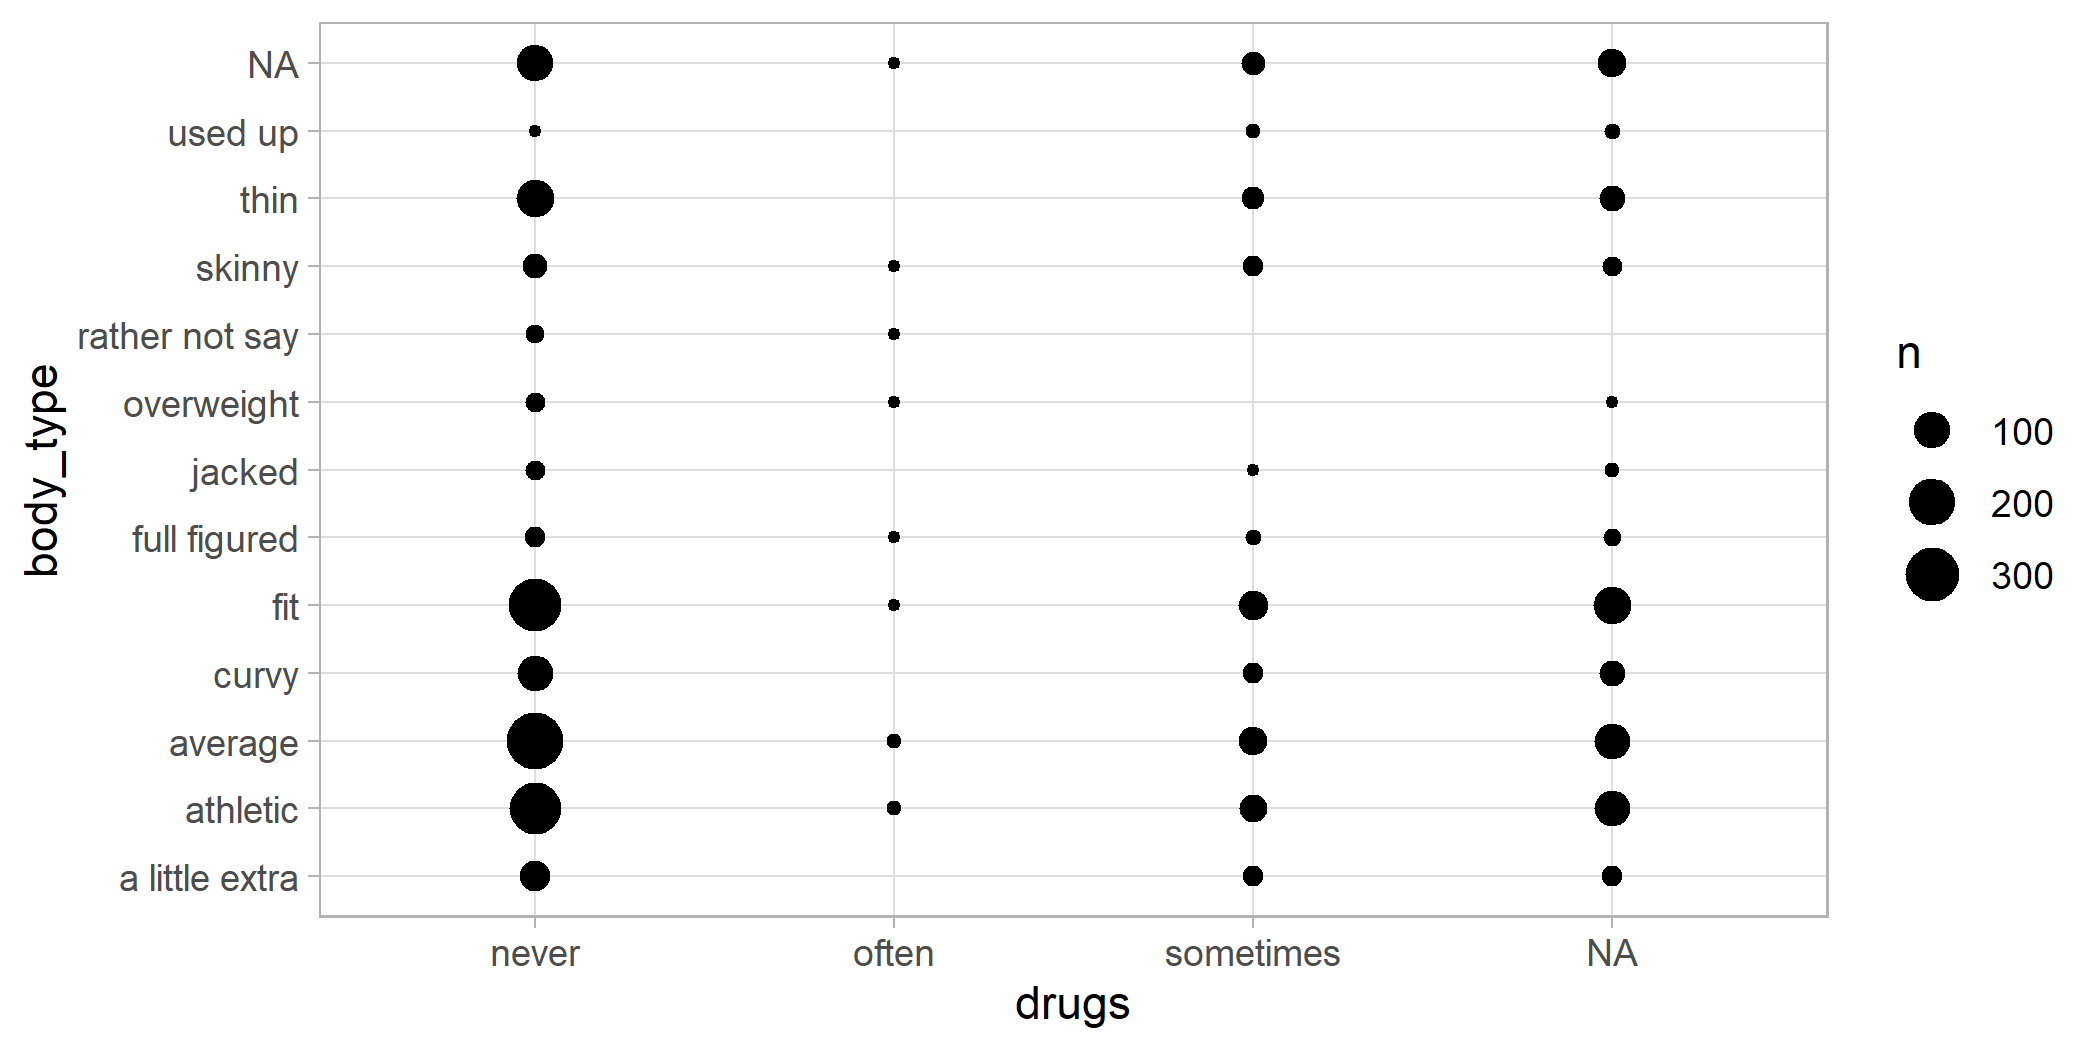 NA
used up
thin
skinny
rather not say
overweight
jacked
full figured
fit
curvy
average
athletic
a little extra
body_type
never often sometimes NA
drugs
n
100
200
300